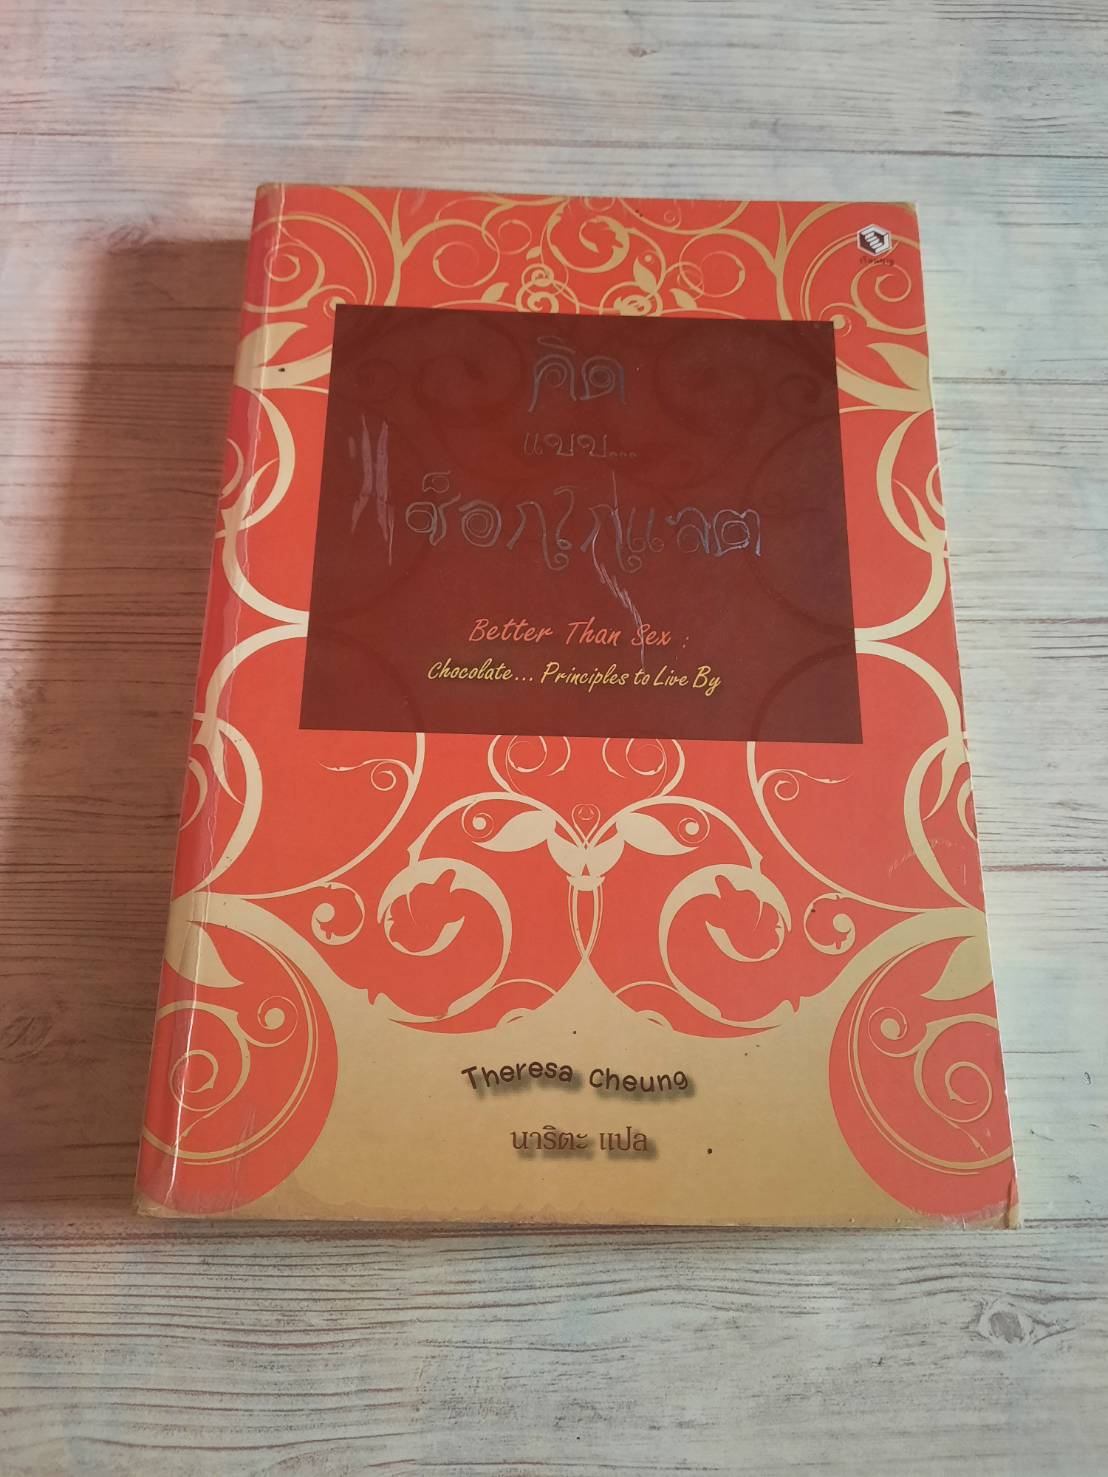 คิด
แบบ...
ช็อกโกแลต
Better Than Sex :
Chocolate... Principles to Live By
Theresa Cheung
นาริตะ แปล